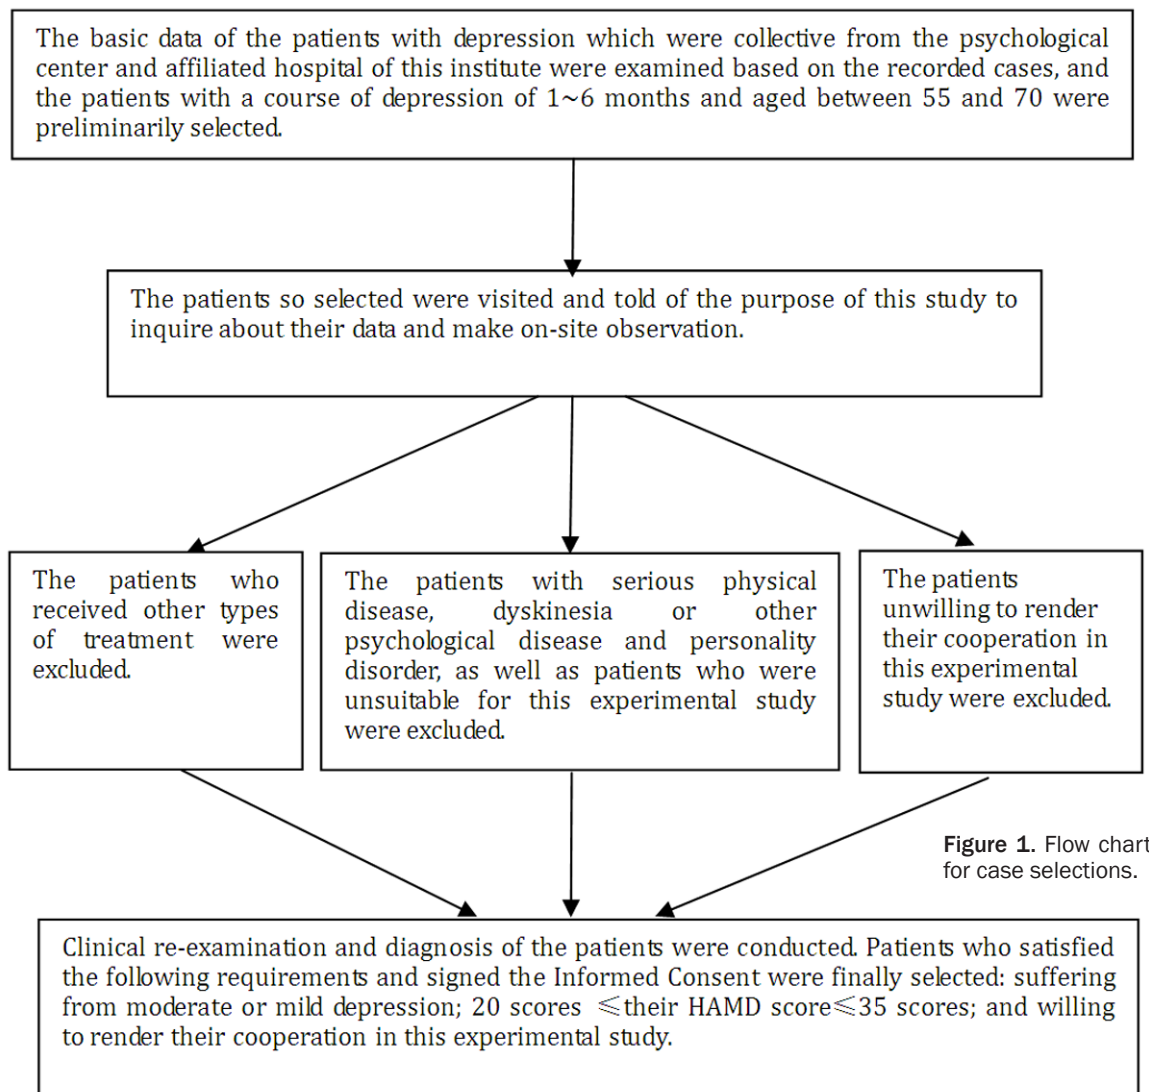 The basic data of the patients with depression which were collective from the psychological
center and affiliated hospital of this institute were examined based on the recorded cases, and
the patients with a course of depression of 1~6 months and aged between 55 and 70 were
preliminarily selected.
The patients so selected were visited and told of the purpose of this study to
inquire about their data and make on-site observation.
The patients who
received other types
of treatment were
excluded.
The patients with serious physical
disease, dyskinesia or other
psychological disease and personality
disorder, as well as patients who were
unsuitable for this experimental study
were excluded.
The patients
unwilling to render
their cooperation in
this experimental
study were excluded.
Figure 1. Flow chart
for case selections.
Clinical re-examination and diagnosis of the patients were conducted. Patients who satisfied
the following requirements and signed the Informed Consent were finally selected: suffering
from moderate or mild depression; 20 scores ≤their HAMD score≤35 scores; and willing
to render their cooperation in this experimental study.